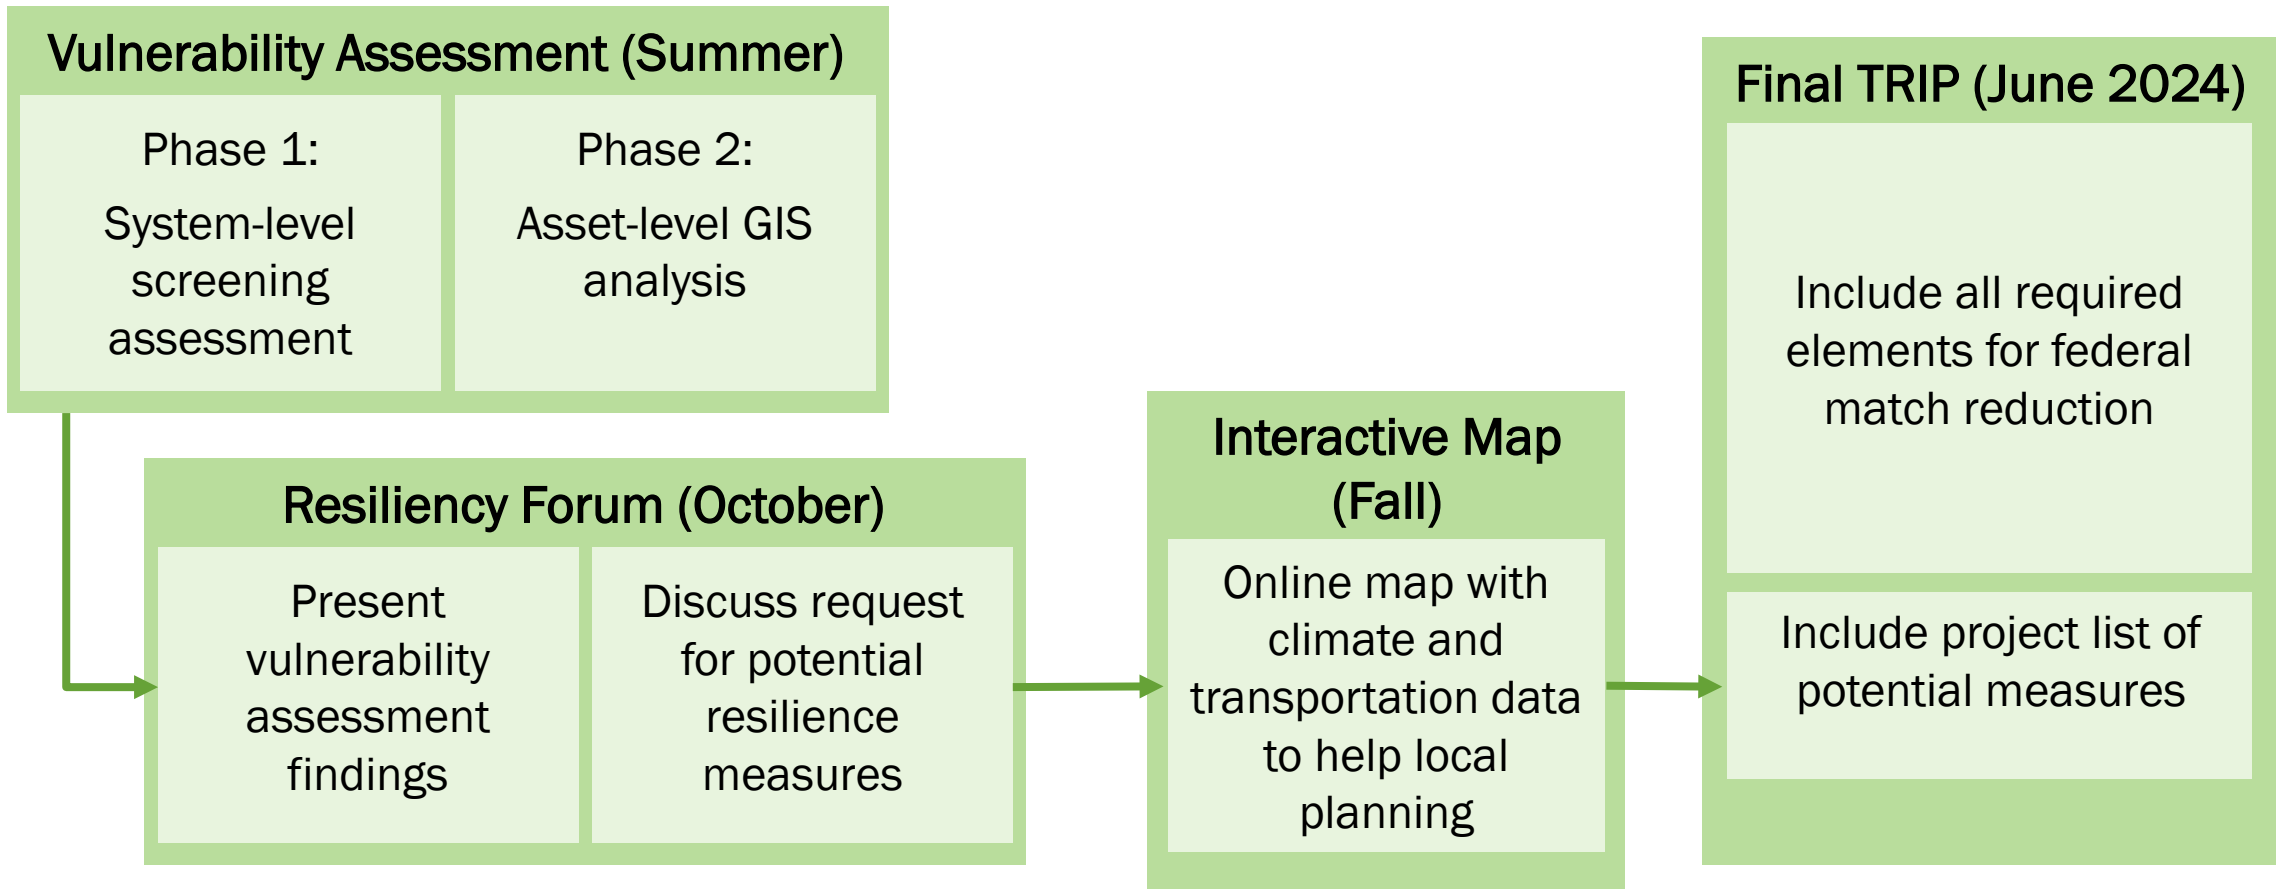 Vulnerability Assessment (Summer)
Phase 1:
System-level
screening
assessment
Phase 2:
Asset-level GIS
analysis
Resiliency Forum (October)
Present
vulnerability
assessment
findings
Discuss request
for potential
resilience
measures
Interactive Map
(Fall)
Online map with
climate and
transportation data
to help local
planning
Final TRIP (June 2024)
Include all required
elements for federal
match reduction
Include project list of
potential measures